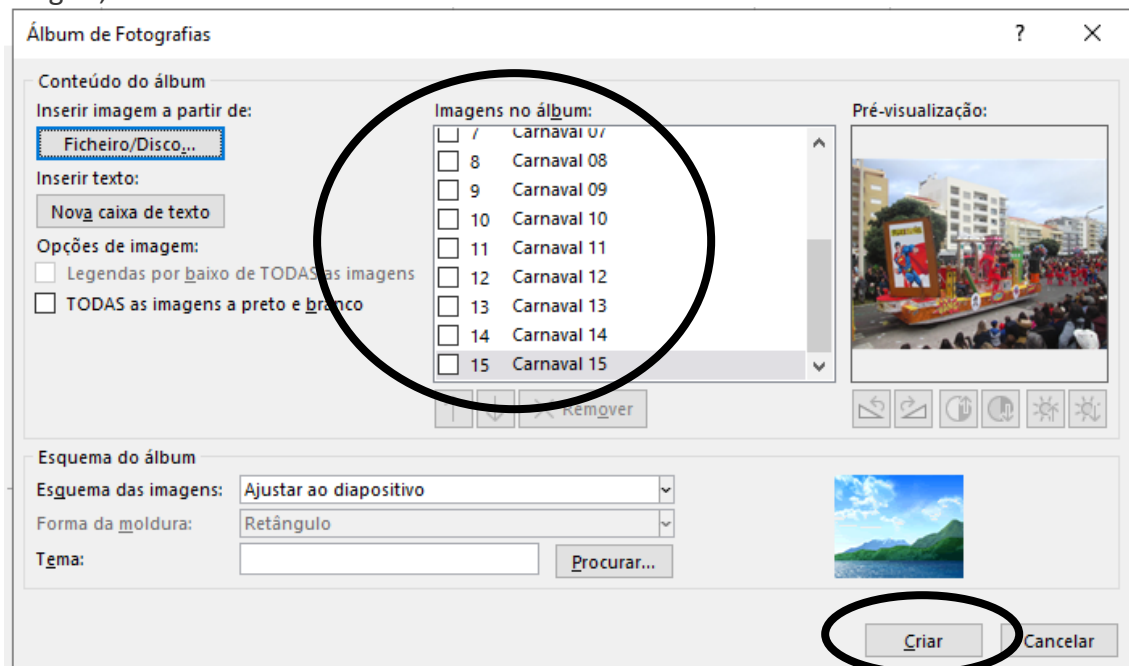 Álbum de Fotografias
Conteúdo do álbum
Inserir imagem a partir de:
Ficheiro/Disco...
Inserir texto:
Nova caixa de texto
Opções de imagem:
Legendas por baixo de TODAS as imagens
TODAS as imagens a preto e branco
Imagens no álbum:
7 Carnaval 07
8 Carnaval 08
9 Carnaval 09
10 Carnaval 10
11 Carnaval 11
12 Carnaval 12
13 Carnaval 13
14 Carnaval 14
15 Carnaval 15
Remover
Pré-visualização:
Esquema do álbum
Esquema das imagens: Ajustar ao diapositivo
Forma da moldura: Retângulo
Tema:
Procurar...
Criar
Cancelar